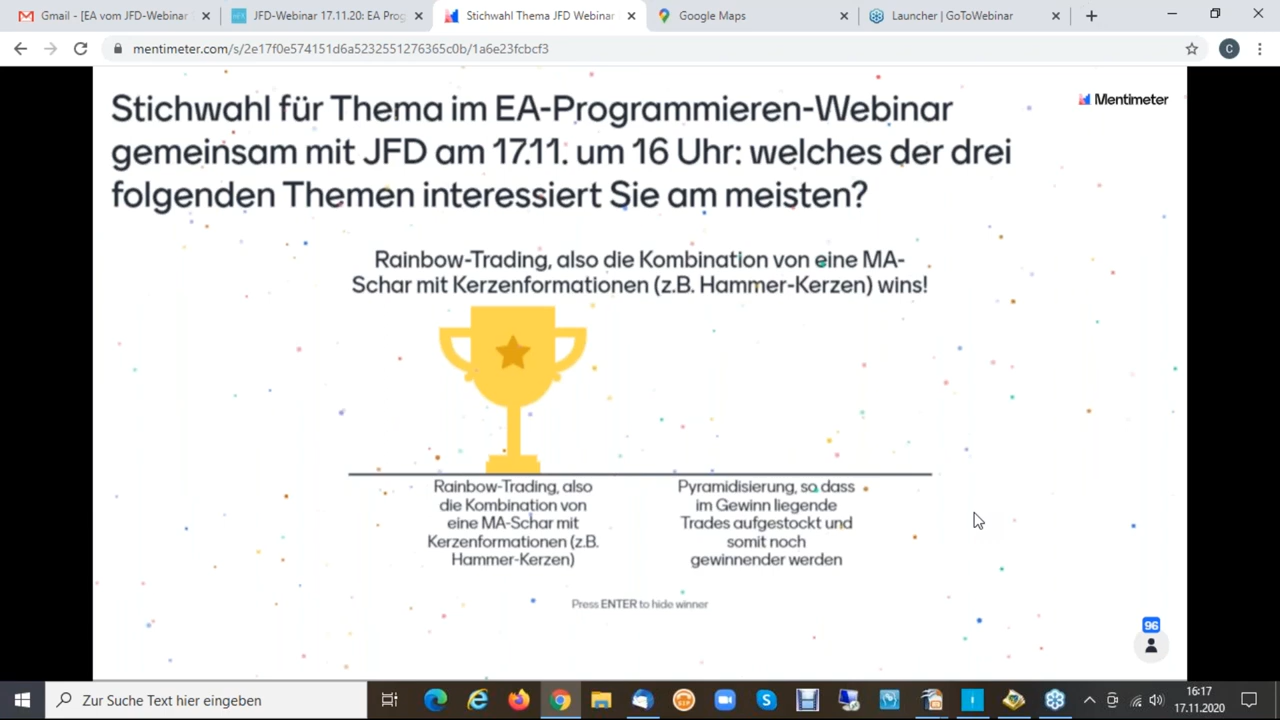 Gmail - [EA vom JFD-Webinar
JFD-Webinar 17.11.20: EA Prog
Stichwahl Thema JFD Webinar
Google Maps
Launcher | GoToWebinar
mentimeter.com/s/2e17f0e574151d6a5232551276365c0b/1a6e23fcbcf3
C
Stichwahl für Thema im EA-Programmieren-Webinar
gemeinsam mit JFD am 17.11. um 16 Uhr: welches der drei
folgenden Themen interessiert Sie am meisten?
Mentimeter
Rainbow-Trading, also die Kombination von eine MA-
Schar mit Kerzenformationen (z.B. Hammer-Kerzen) wins!
Rainbow-Trading, also
die Kombination von
eine MA-Schar mit
Kerzenformationen (z.B.
Hammer-Kerzen)
Pyramidisierung, so dass
im Gewinn liegende
Trades aufgestockt und
somit noch
gewinnender werden
Press ENTER to hide winner
96
Zur Suche Text hier eingeben
16:17
17.11.2020